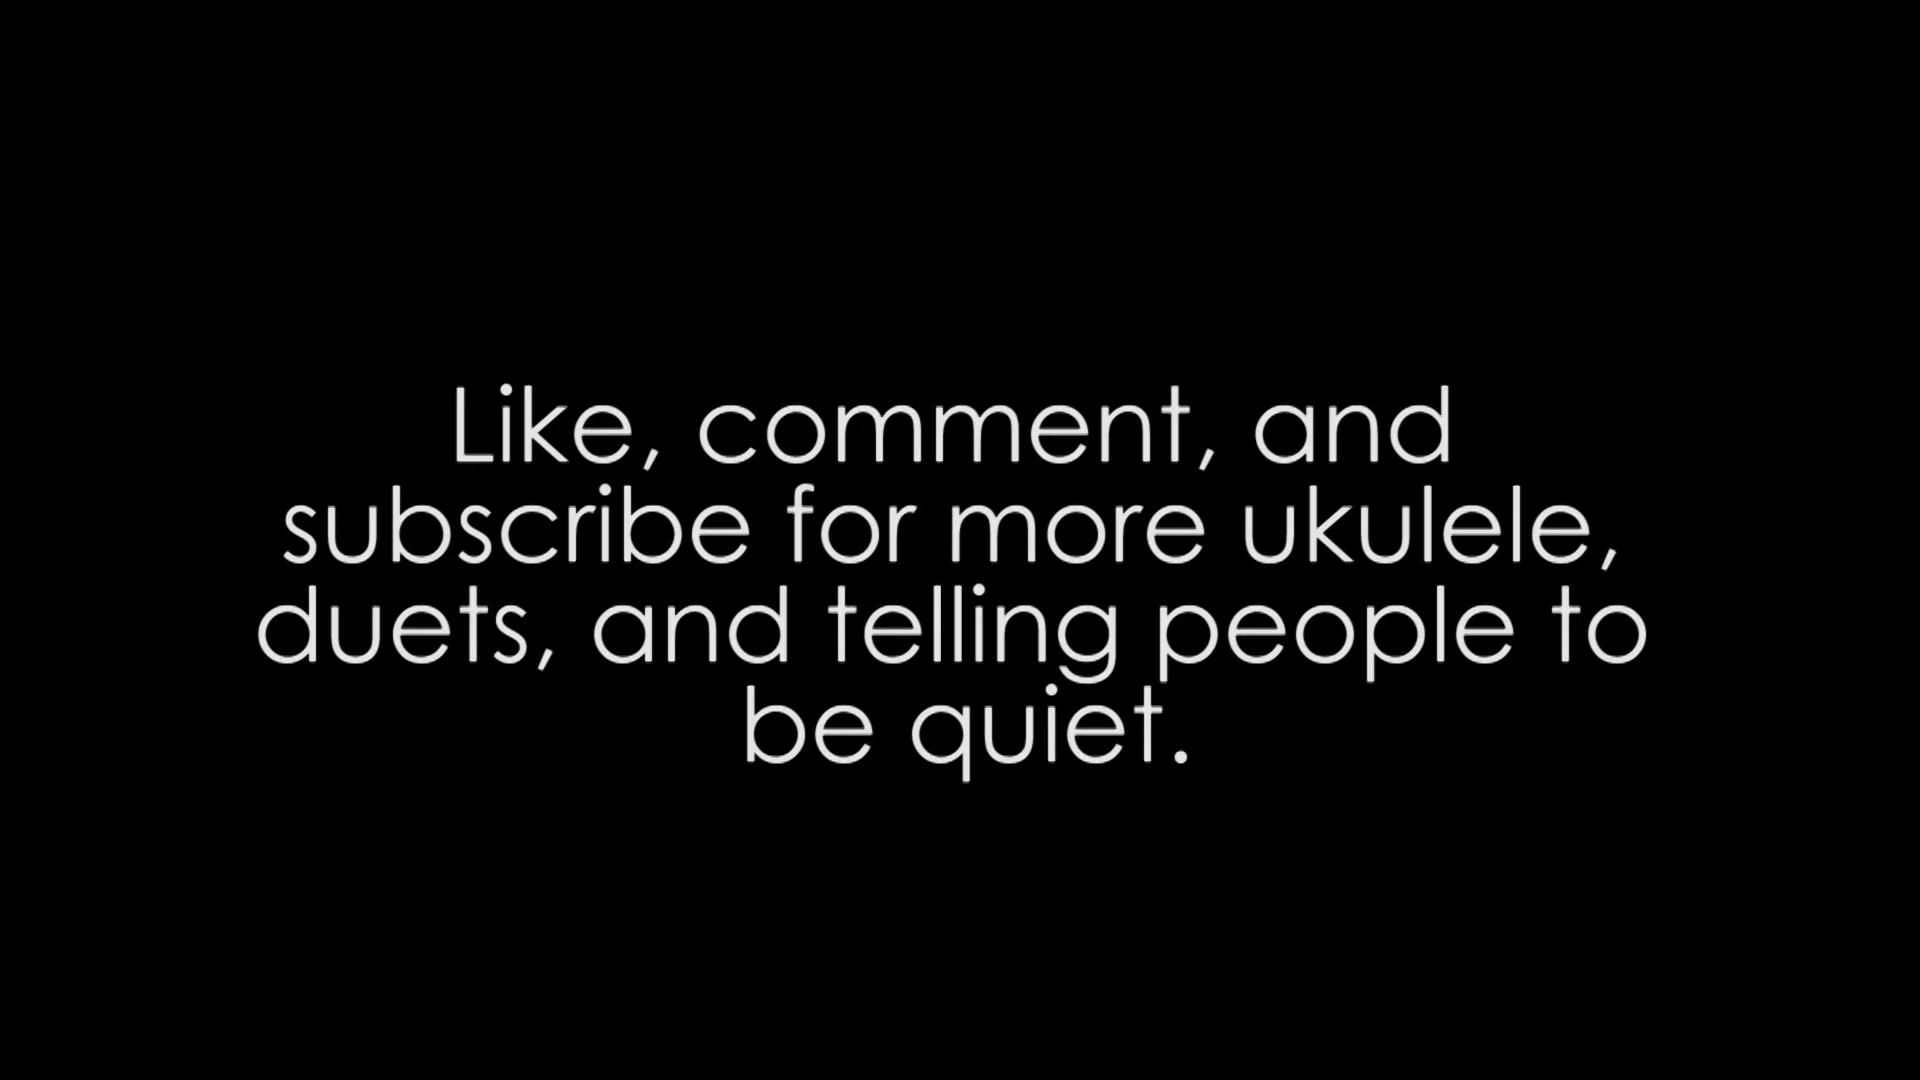 Like, comment, and
subscribe for more ukulele,
duets, and telling people to
be quiet.